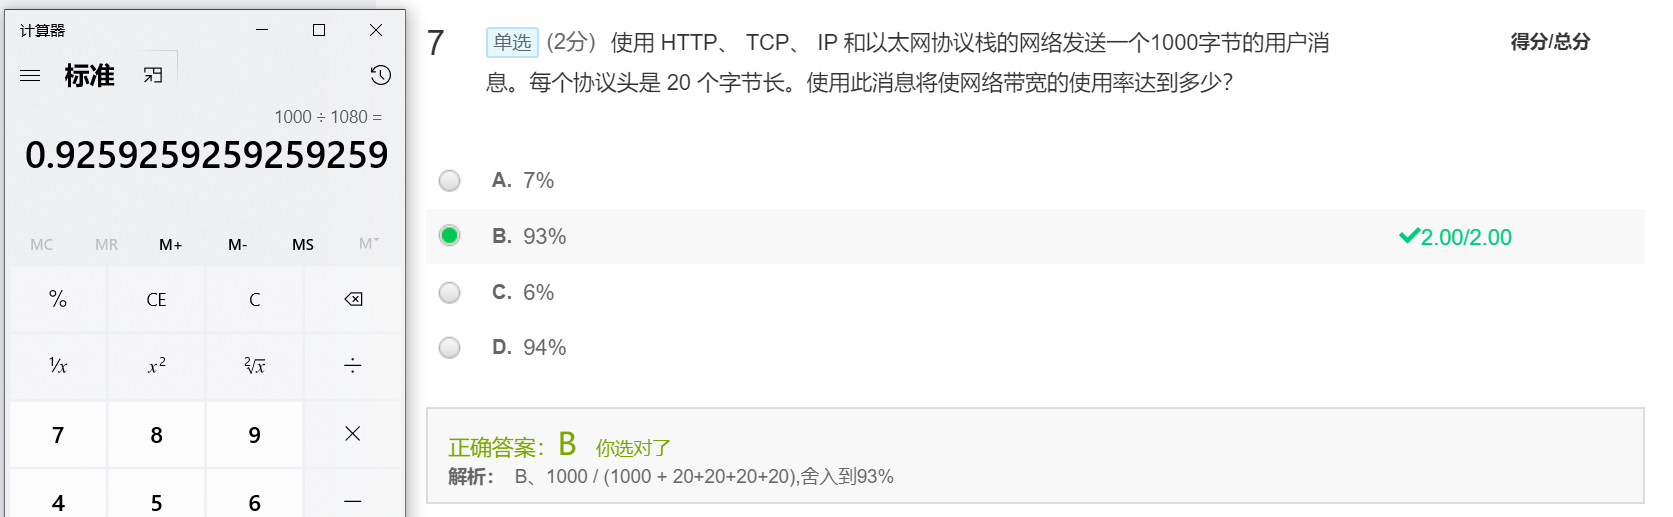 计算器
标准
1000 ÷ 1080 =
0.9259259259259259
MC MR M+ M- MS M˅
% CE C ⌫
¹/x x² ²√x ÷
7 8 9 ×
4 5 6 —
7 单选 (2分) 使用 HTTP、 TCP、 IP 和以太网协议栈的网络发送一个1000字节的用户消
息。每个协议头是 20 个字节长。使用此消息将使网络带宽的使用率达到多少?
得分/总分
A. 7%
B. 93%
2.00/2.00
C. 6%
D. 94%
正确答案：B 你选对了
解析： B、1000 / (1000 + 20+20+20+20),舍入到93%